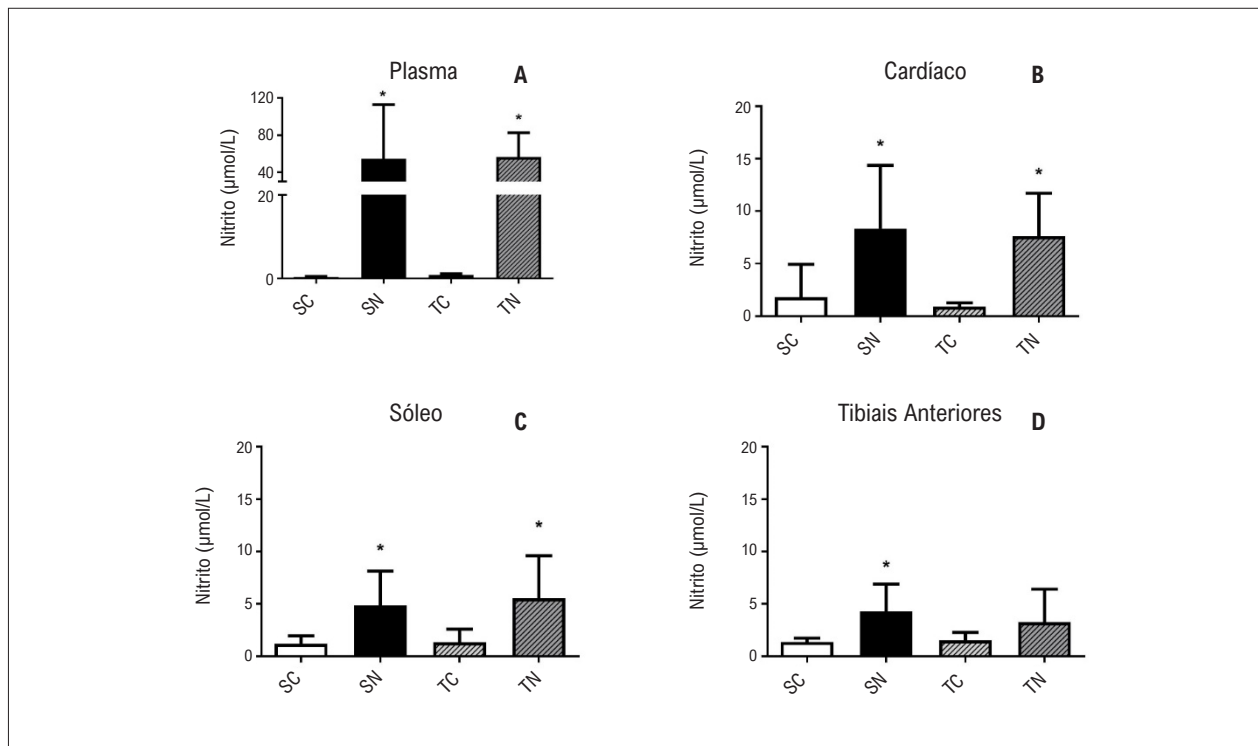 Plasma A
Nitrito (µmol/L)
120
80
40
20
0
*
*
SC SN TC TN
Cardíaco B
Nitrito (µmol/L)
20
15
10
5
0
*
*
SC SN TC TN
Sóleo C
Nitrito (µmol/L)
20
15
10
5
0
*
*
SC SN TC TN
Tibiais Anteriores D
Nitrito (µmol/L)
20
15
10
5
0
*
SC SN TC TN